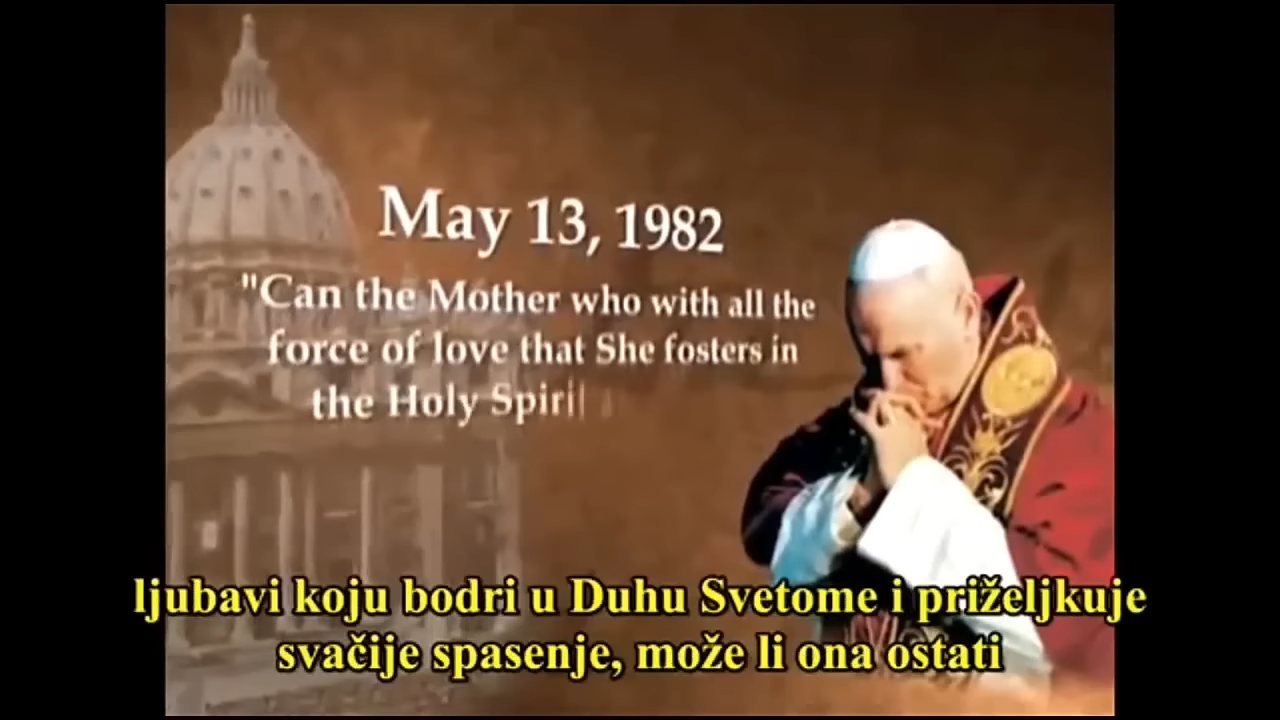 May 13, 1982
"Can the Mother who with all the
force of love that She fosters in
the Holy Spiri
ljubavi koju bodri u Duhu Svetome i priželjkuje
svačije spasenje, može li ona ostati